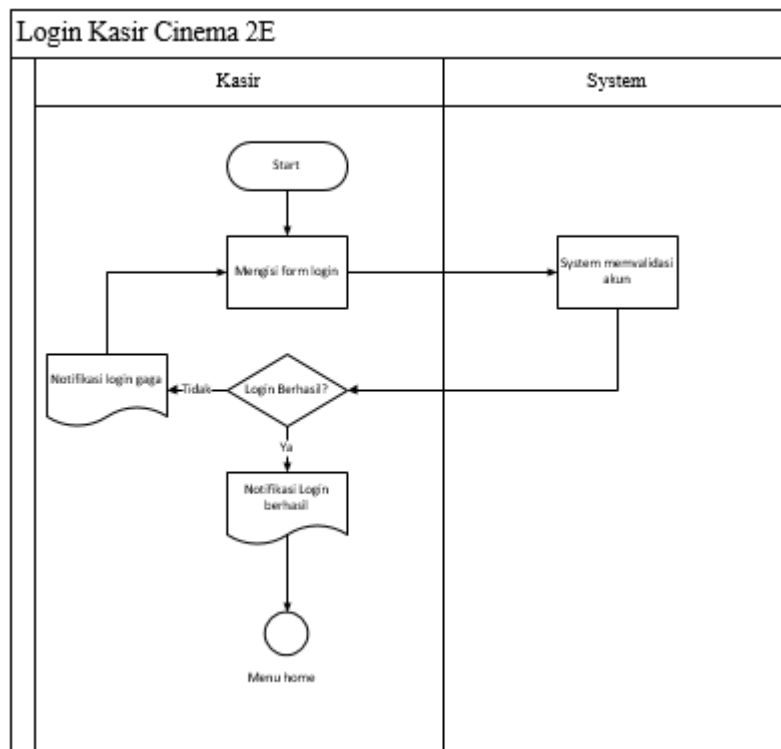 Login Kasir Cinema 2E
Kasir
System
Start
Mengisi form login
System memvalidasi
akun
Notifikasi login gaga
Tidak
Login Berhasil?
Ya
Notifikasi Login
berhasil
Menu home